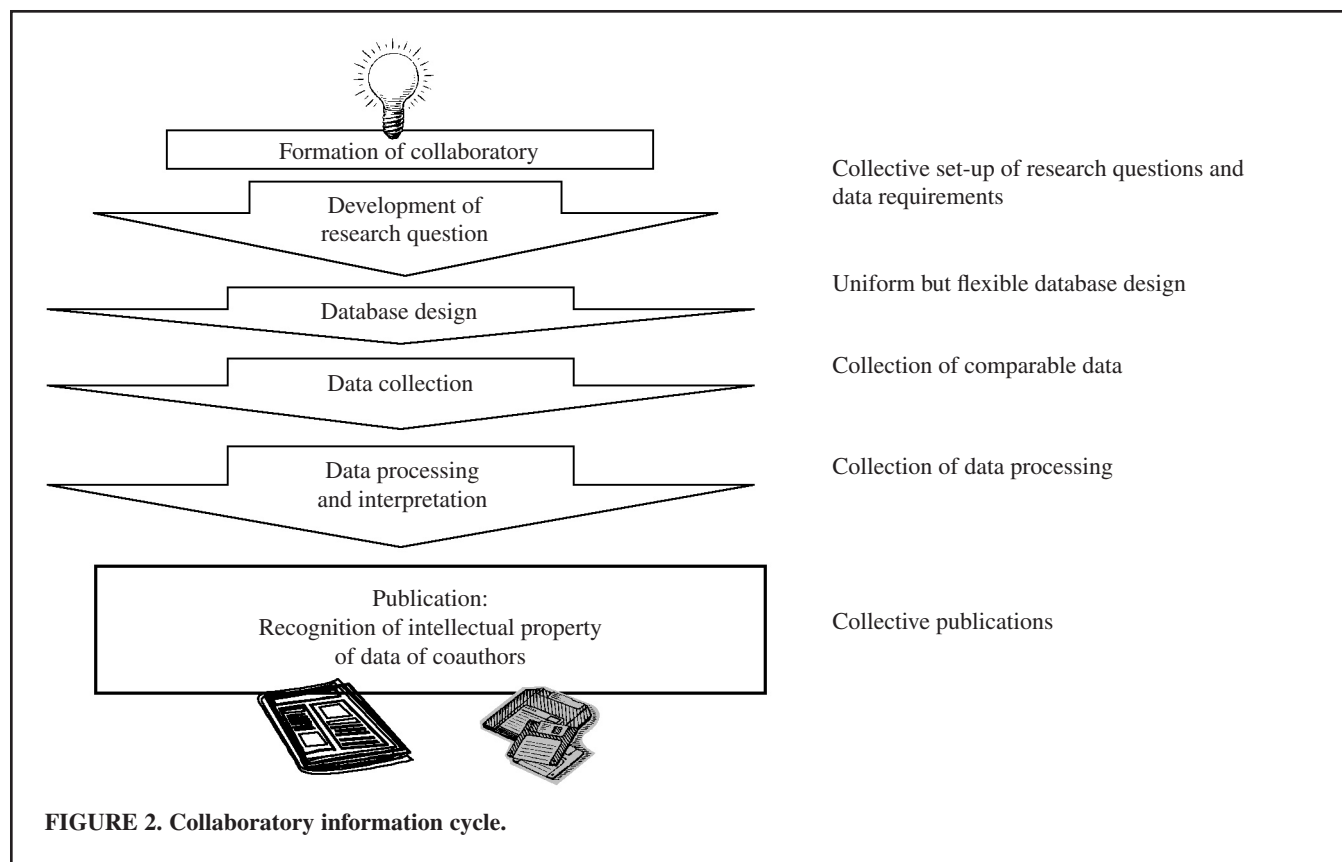 Formation of collaboratory
Collective set-up of research questions and
data requirements
Development of
research question
Uniform but flexible database design
Database design
Collection of comparable data
Data collection
Data processing
and interpretation
Collection of data processing
Publication:
Recognition of intellectual property
of data of coauthors
Collective publications
FIGURE 2. Collaboratory information cycle.